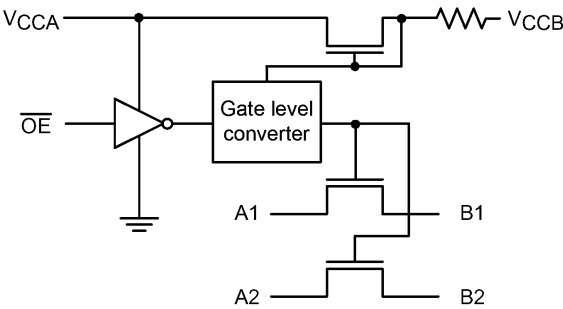 VCCA
VCCB
OE
Gate level
converter
A1
B1
A2
B2